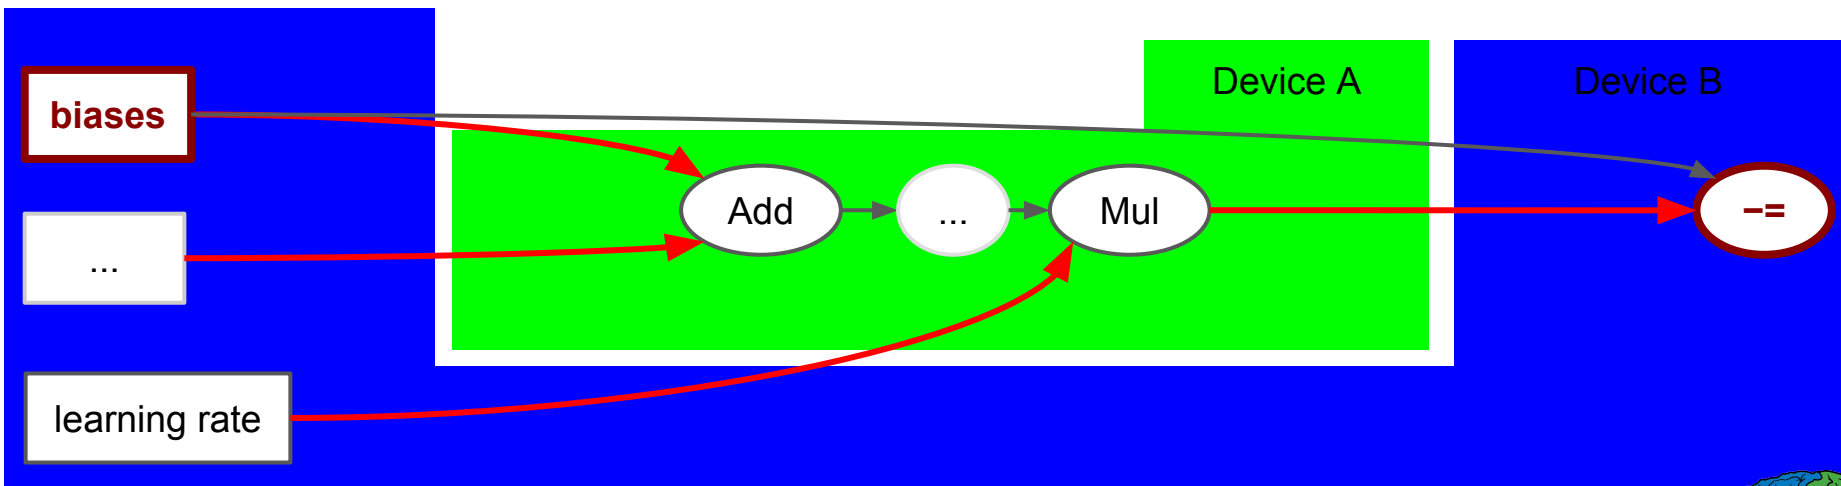 Device A
Device B
biases
Add
...
Mul
−=
...
learning rate